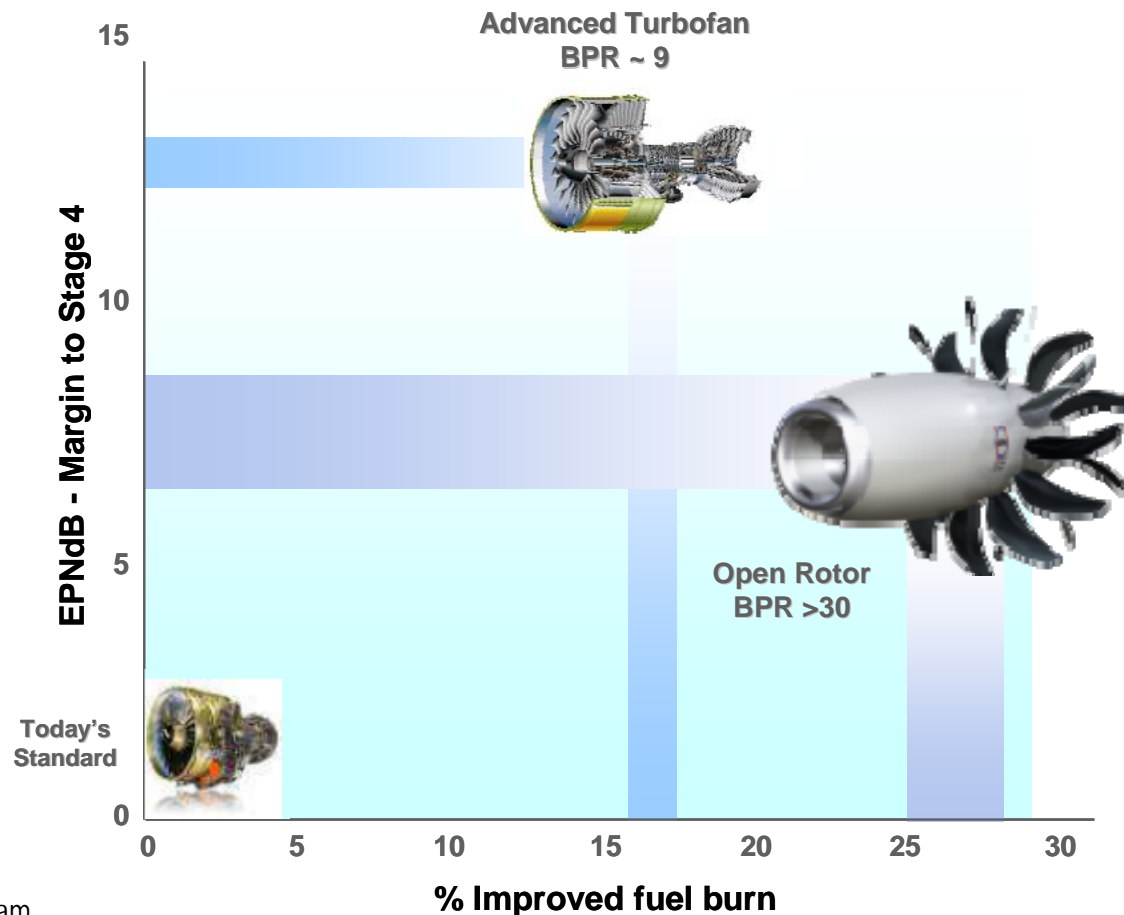 Advanced Turbofan
BPR ~ 9
15
10
5
0
EPNdB - Margin to Stage 4
Open Rotor
BPR >30
Today's
Standard
0 5 10 15 20 25 30
% Improved fuel burn
am